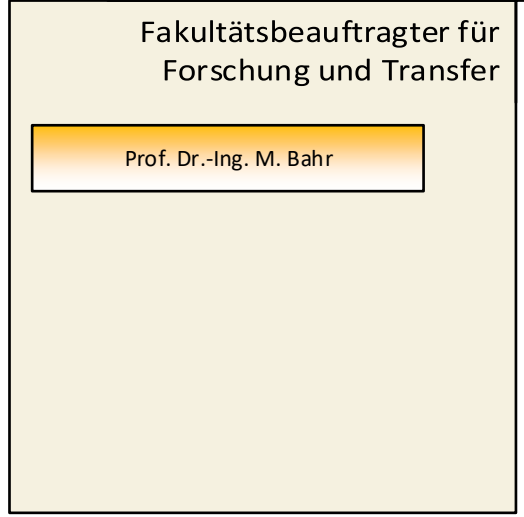 Fakultätsbeauftragter für
Forschung und Transfer
Prof. Dr.-Ing. M. Bahr